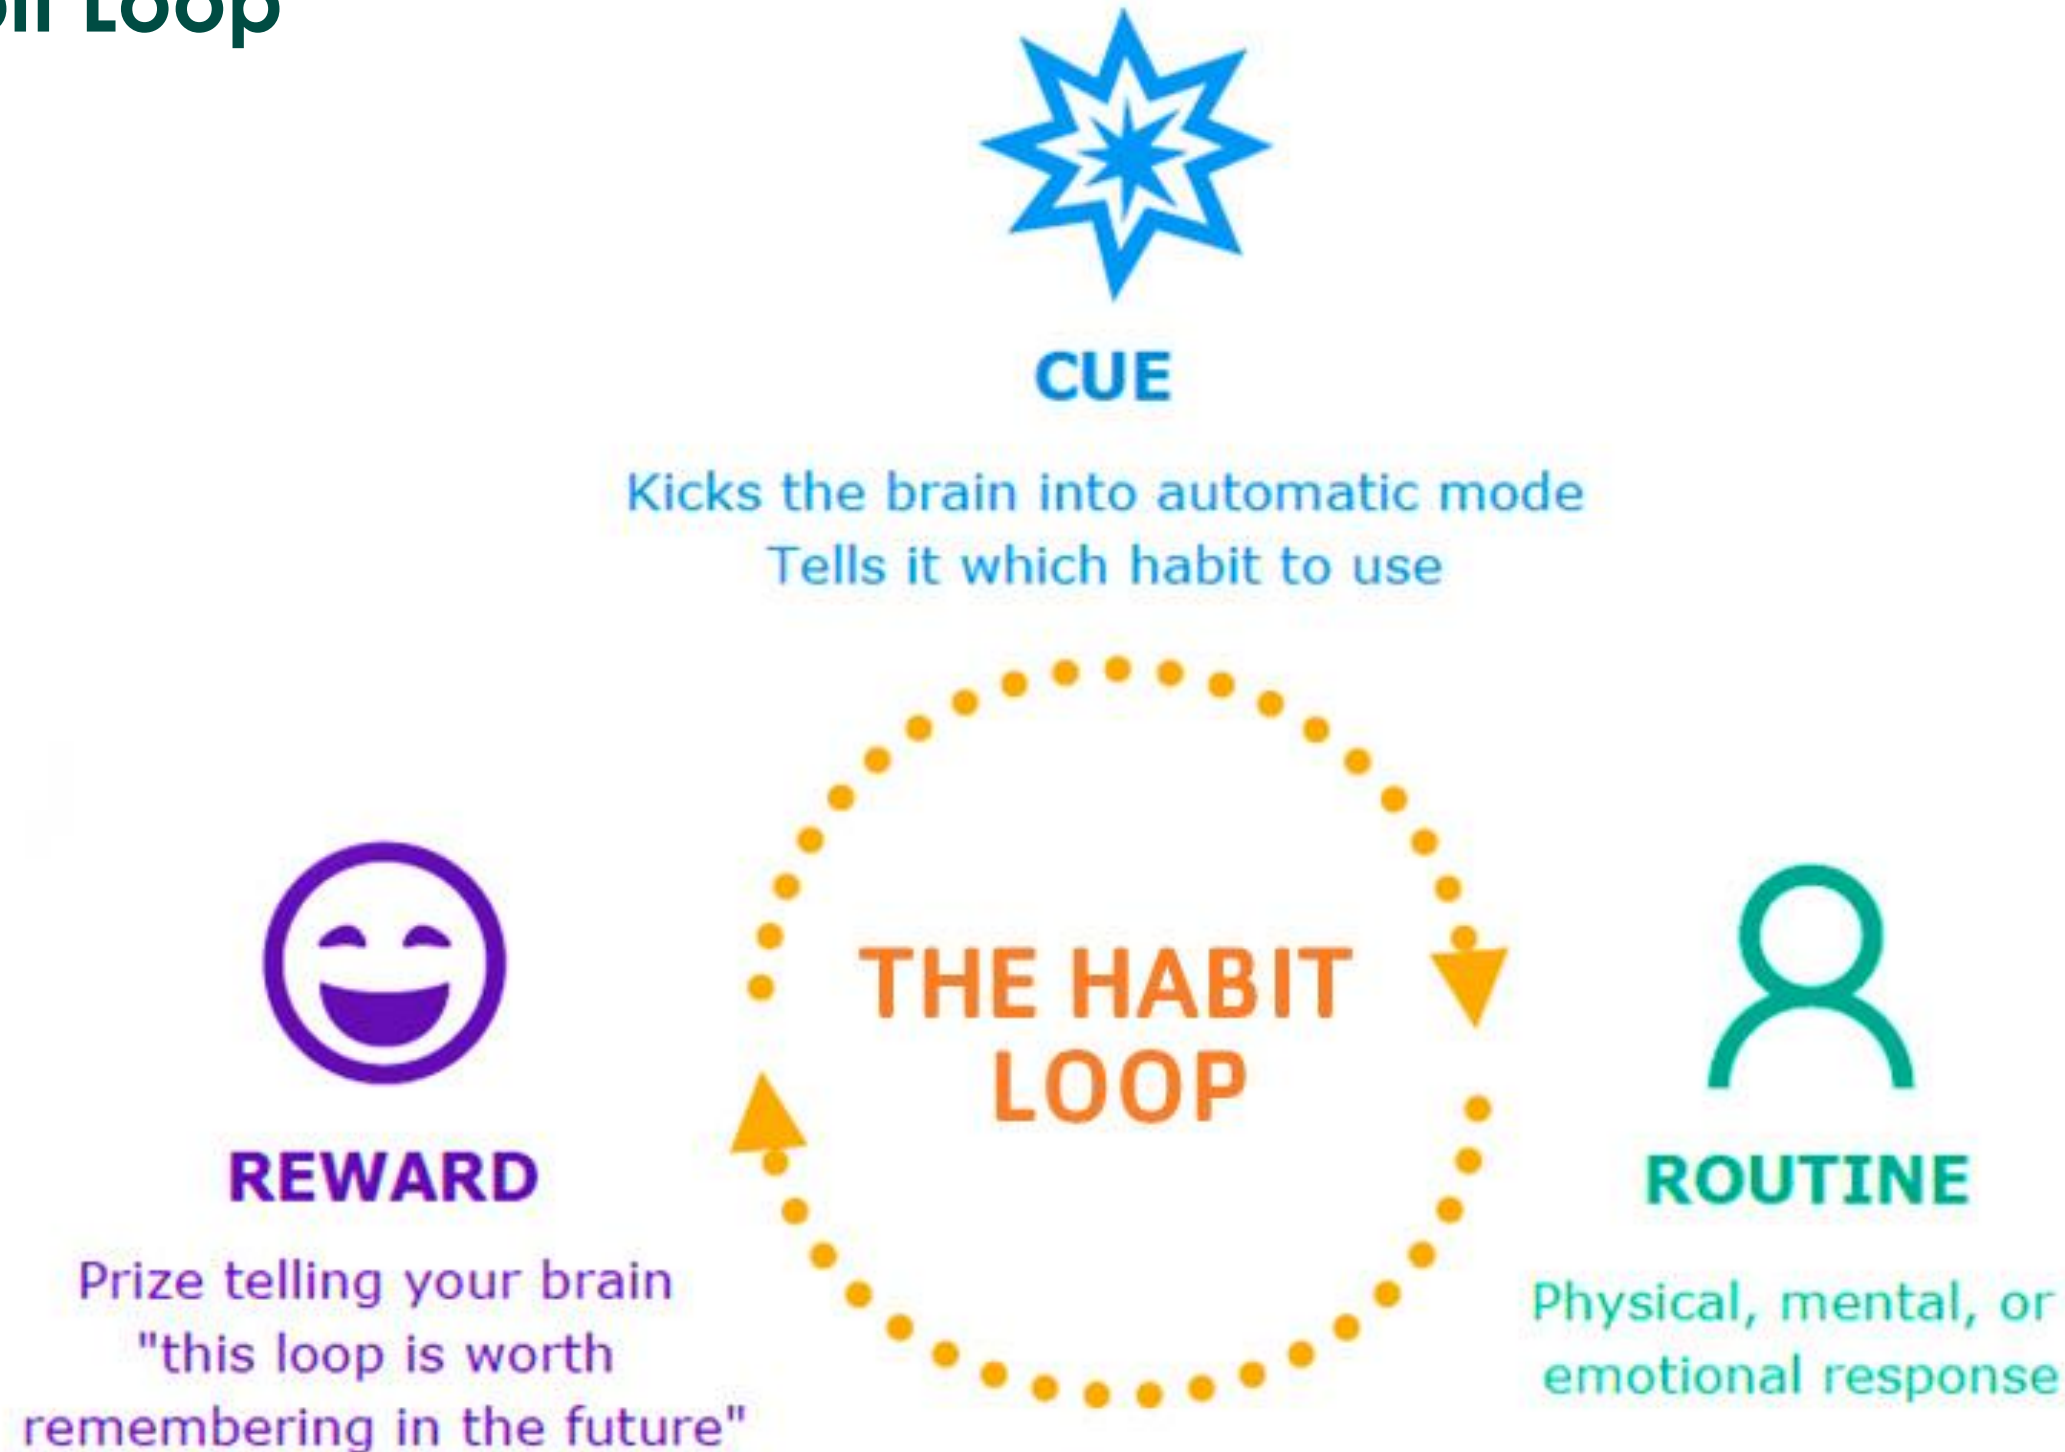 Loop
CUE
Kicks the brain into automatic mode
Tells it which habit to use
THE HABIT
LOOP
REWARD
Prize telling your brain
"this loop is worth
remembering in the future"
ROUTINE
Physical, mental, or
emotional response